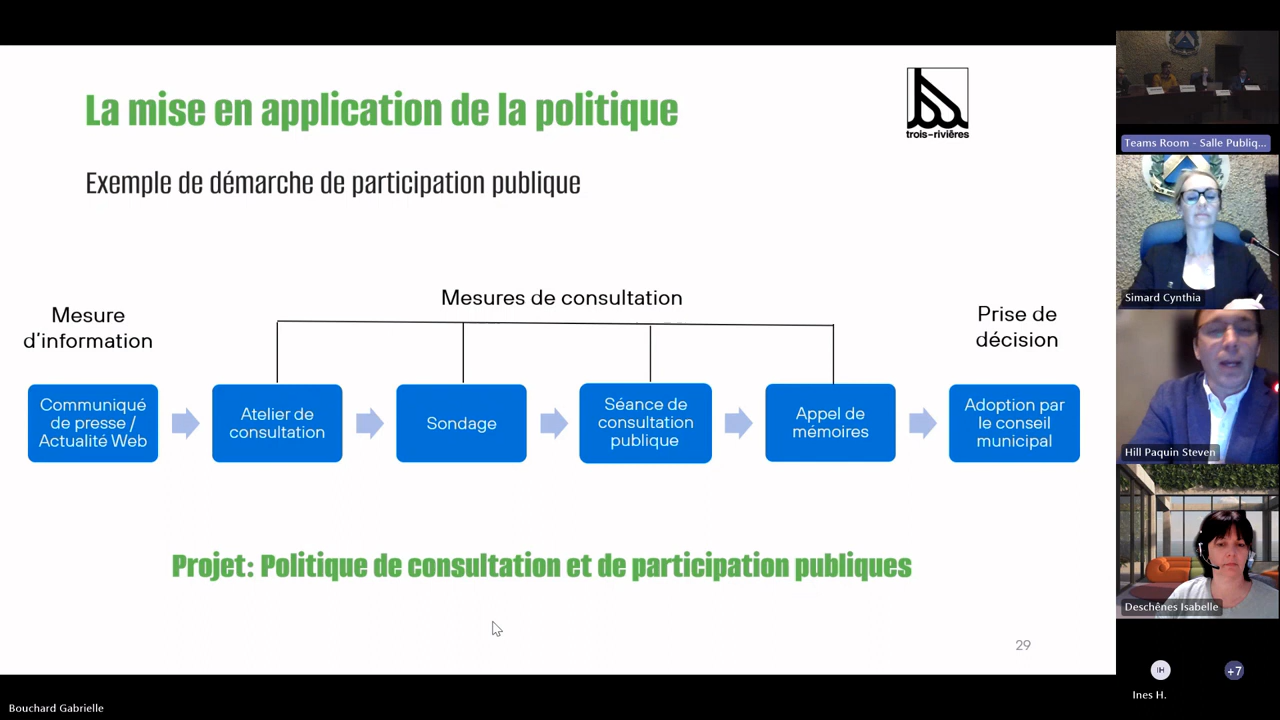 La mise en application de la politique
trois-rivières
Exemple de démarche de participation publique
Mesures de consultation
Mesure
d'information
Prise de
décision
Communiqué
de presse /
Actualité Web
Atelier de
consultation
Sondage
Séance de
consultation
publique
Appel de
mémoires
Adoption par
le conseil
municipal
Projet: Politique de consultation et de participation publiques
29
Teams Room - Salle Publiq...
Simard Cynthia
Hill Paquin Steven
Deschênes Isabelle
IH
+7
Ines H.
Bouchard Gabrielle